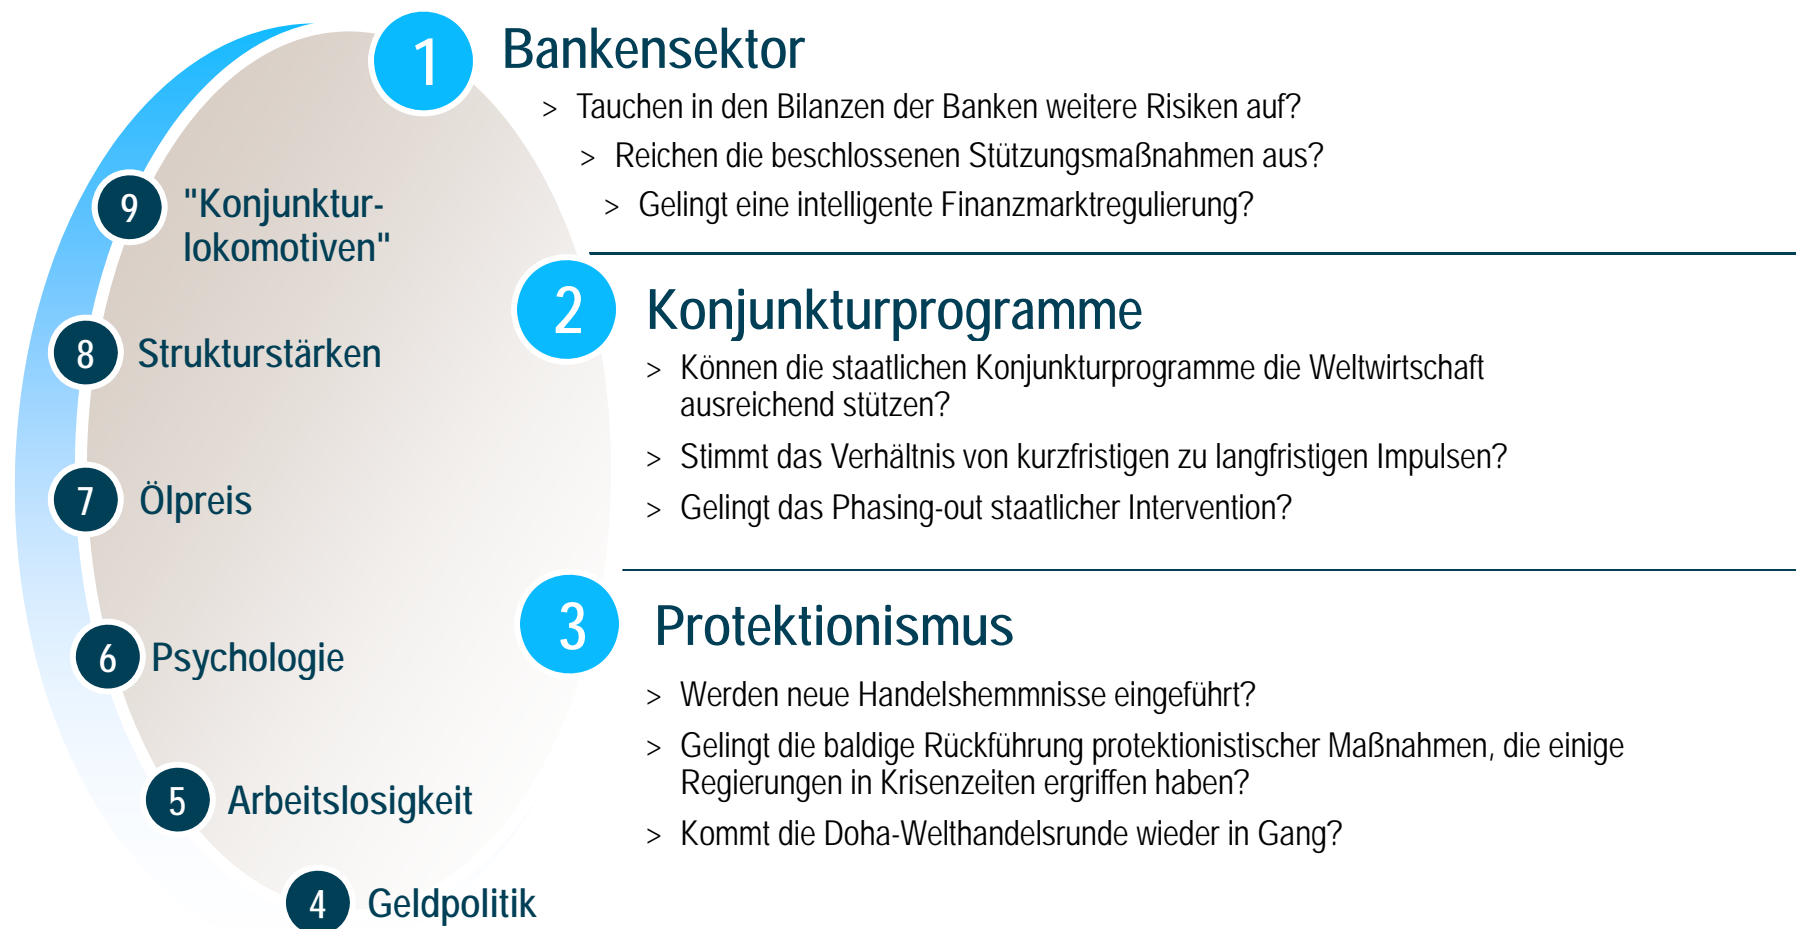 1 Bankensektor
> Tauchen in den Bilanzen der Banken weitere Risiken auf?
> Reichen die beschlossenen Stützungsmaßnahmen aus?
> Gelingt eine intelligente Finanzmarktregulierung?
2 Konjunkturprogramme
> Können die staatlichen Konjunkturprogramme die Weltwirtschaft
ausreichend stützen?
> Stimmt das Verhältnis von kurzfristigen zu langfristigen Impulsen?
> Gelingt das Phasing-out staatlicher Intervention?
3 Protektionismus
> Werden neue Handelshemmnisse eingeführt?
> Gelingt die baldige Rückführung protektionistischer Maßnahmen, die einige
Regierungen in Krisenzeiten ergriffen haben?
> Kommt die Doha-Welthandelsrunde wieder in Gang?
4 Geldpolitik
5 Arbeitslosigkeit
6 Psychologie
7 Ölpreis
8 Strukturstärken
9 "Konjunktur-
lokomotiven"